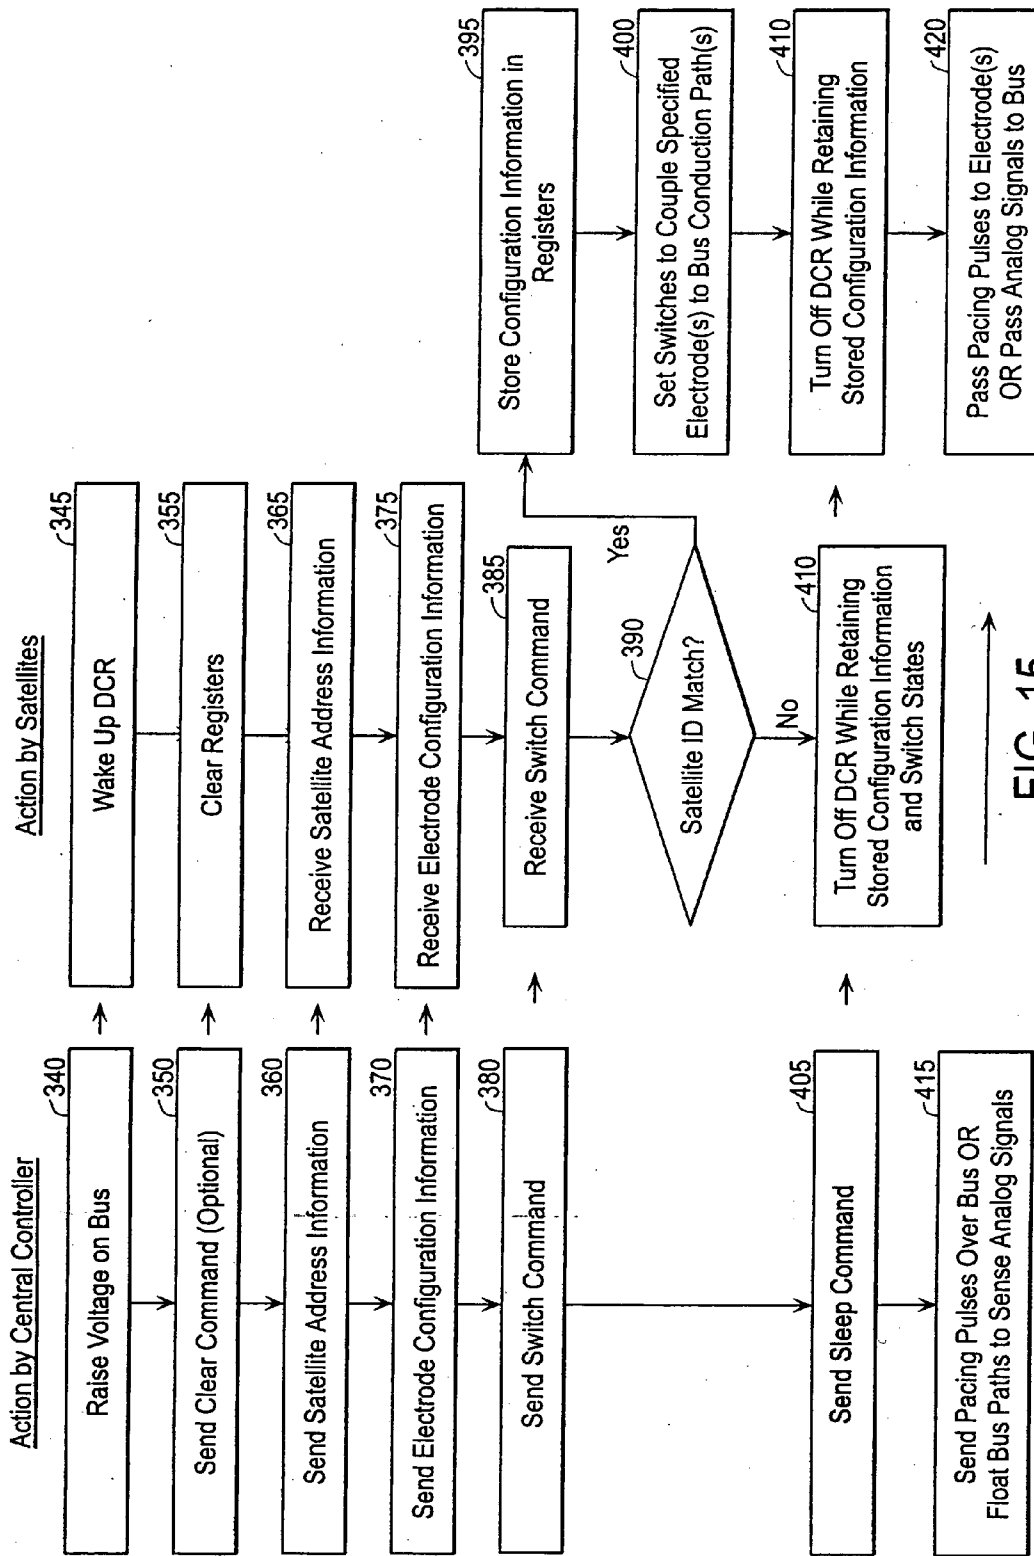 Action by Central Controller
340
Raise Voltage on Bus
350
Send Clear Command (Optional)
360
Send Satellite Address Information
370
Send Electrode Configuration Information
380
Send Switch Command
405
Send Sleep Command
415
Send Pacing Pulses Over Bus OR
Float Bus Paths to Sense Analog Signals
Action by Satellites
345
Wake Up DCR
355
Clear Registers
365
Receive Satellite Address Information
375
Receive Electrode Configuration Information
385
Receive Switch Command
390
Satellite ID Match?
Yes
No
410
Turn Off DCR While Retaining
Stored Configuration Information
and Switch States
395
Store Configuration Information in
Registers
400
Set Switches to Couple Specified
Electrode(s) to Bus Conduction Path(s)
410
Turn Off DCR While Retaining
Stored Configuration Information
420
Pass Pacing Pulses to Electrode(s)
OR Pass Analog Signals to Bus
FIG. 15